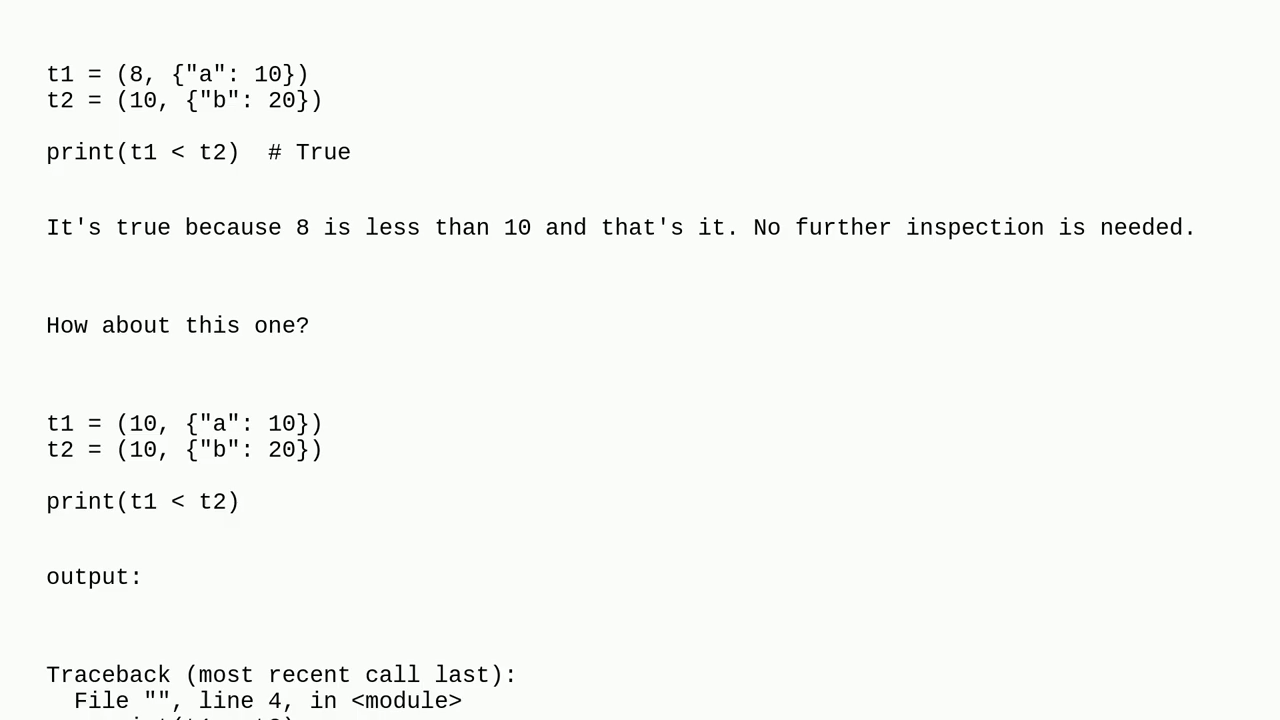 t1 = (8, {"a": 10})
t2 = (10, {"b": 20})
print(t1 < t2)  # True
It's true because 8 is less than 10 and that's it. No further inspection is needed.
How about this one?
t1 = (10, {"a": 10})
t2 = (10, {"b": 20})
print(t1 < t2)
output:
Traceback (most recent call last):
  File "", line 4, in <module>